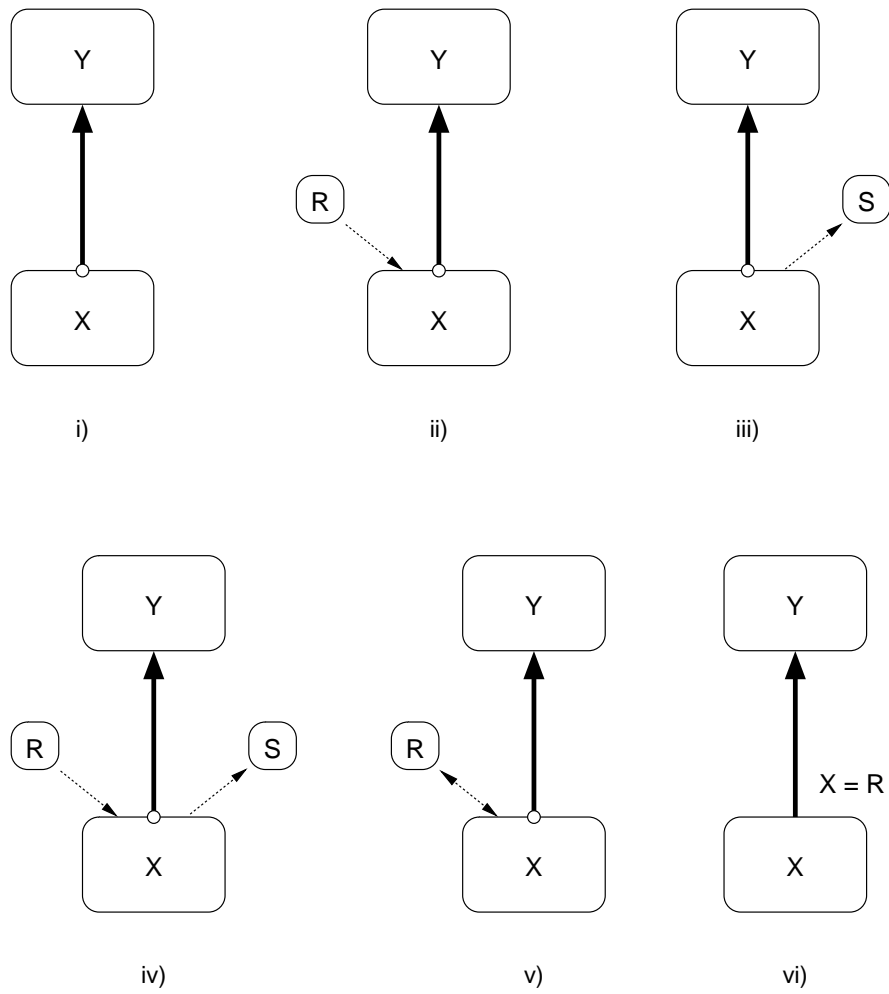 Y Y Y
R S
X X X
i) ii) iii)
Y Y Y
R S R
X = R
X X X
iv) v) vi)